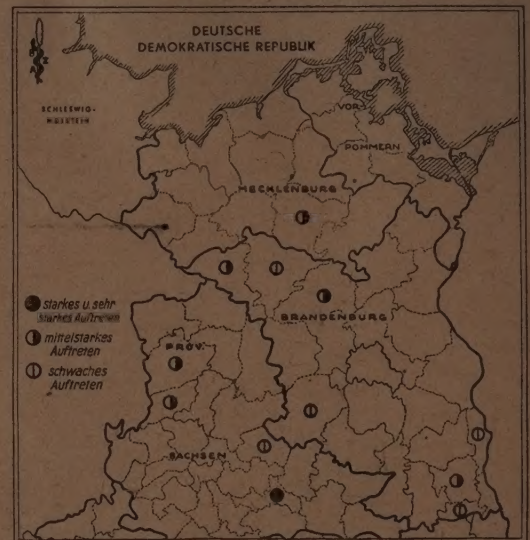 DEUTSCHE
DEMOKRATISCHE REPUBLIK
SCHLESWIG-
HOLSTEIN
VOR-
POMMERN
MECKLENBURG
starkes u. sehr
starkes Auftreten
BRANDENBURG
mittelstarkes
Auftreten
PROV.
schwaches
Auftreten
SACHSEN